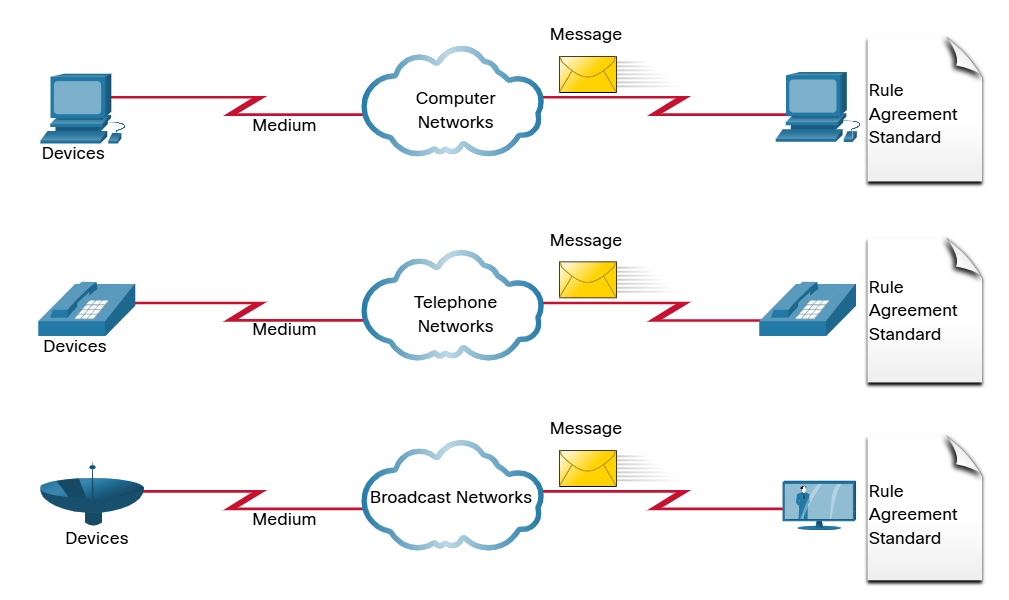 Message
Computer
Networks
Rule
Agreement
Standard
Medium
Devices
Message
Telephone
Networks
Rule
Agreement
Standard
Medium
Devices
Message
Broadcast Networks
Rule
Agreement
Standard
Medium
Devices